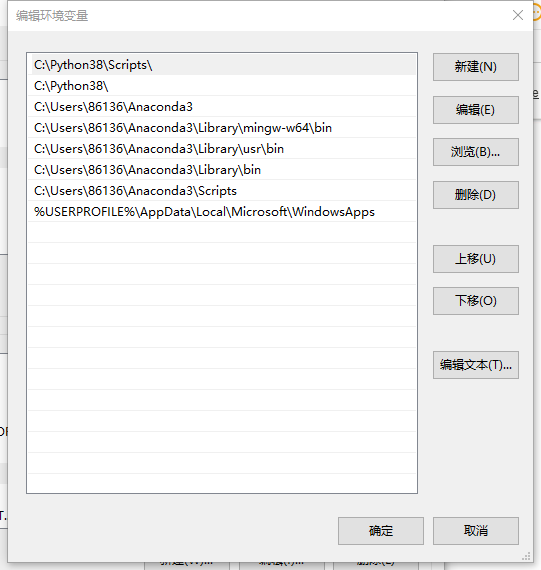 编辑环境变量
C:\Python38\Scripts\
C:\Python38\
C:\Users\86136\Anaconda3
C:\Users\86136\Anaconda3\Library\mingw-w64\bin
C:\Users\86136\Anaconda3\Library\usr\bin
C:\Users\86136\Anaconda3\Library\bin
C:\Users\86136\Anaconda3\Scripts
%USERPROFILE%\AppData\Local\Microsoft\WindowsApps
新建(N)
编辑(E)
浏览(B)...
删除(D)
上移(U)
下移(O)
编辑文本(T)...
确定
取消